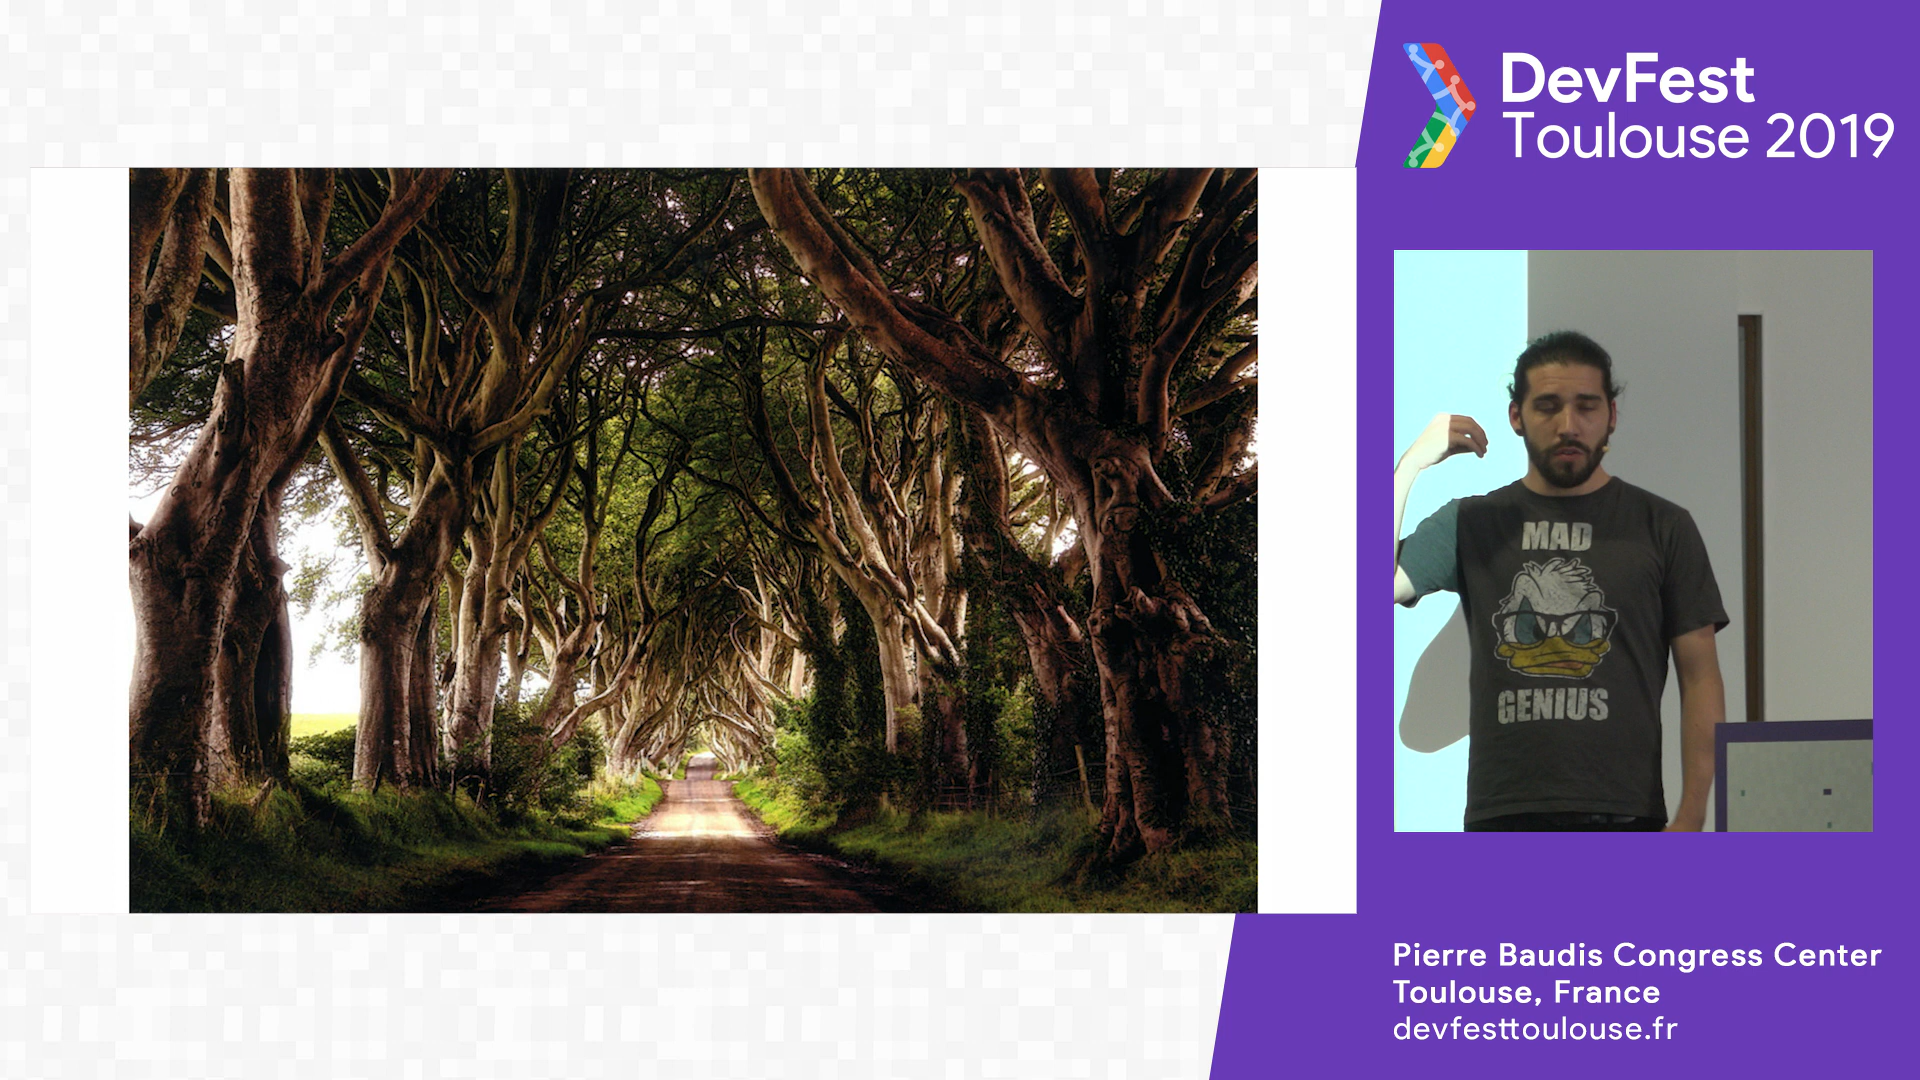 DevFest
Toulouse 2019
MAD
GENIUS
Pierre Baudis Congress Center
Toulouse, France
devfesttoulouse.fr